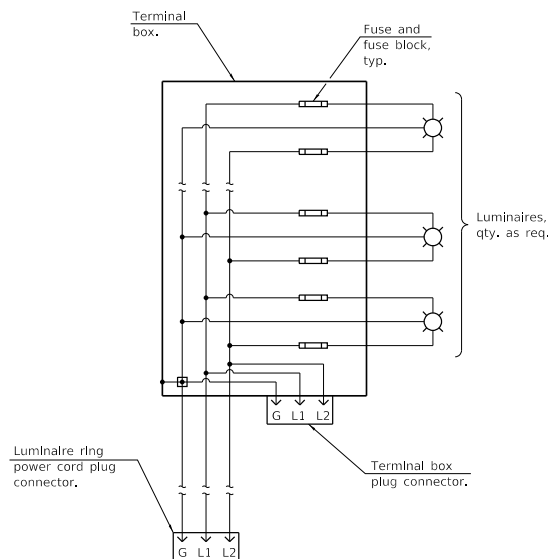 Terminal
box.
Fuse and
fuse block,
typ.
Luminaires,
qty. as req.
G L1 L2
Luminaire ring
power cord plug
connector.
Terminal box
plug connector.
G L1 L2